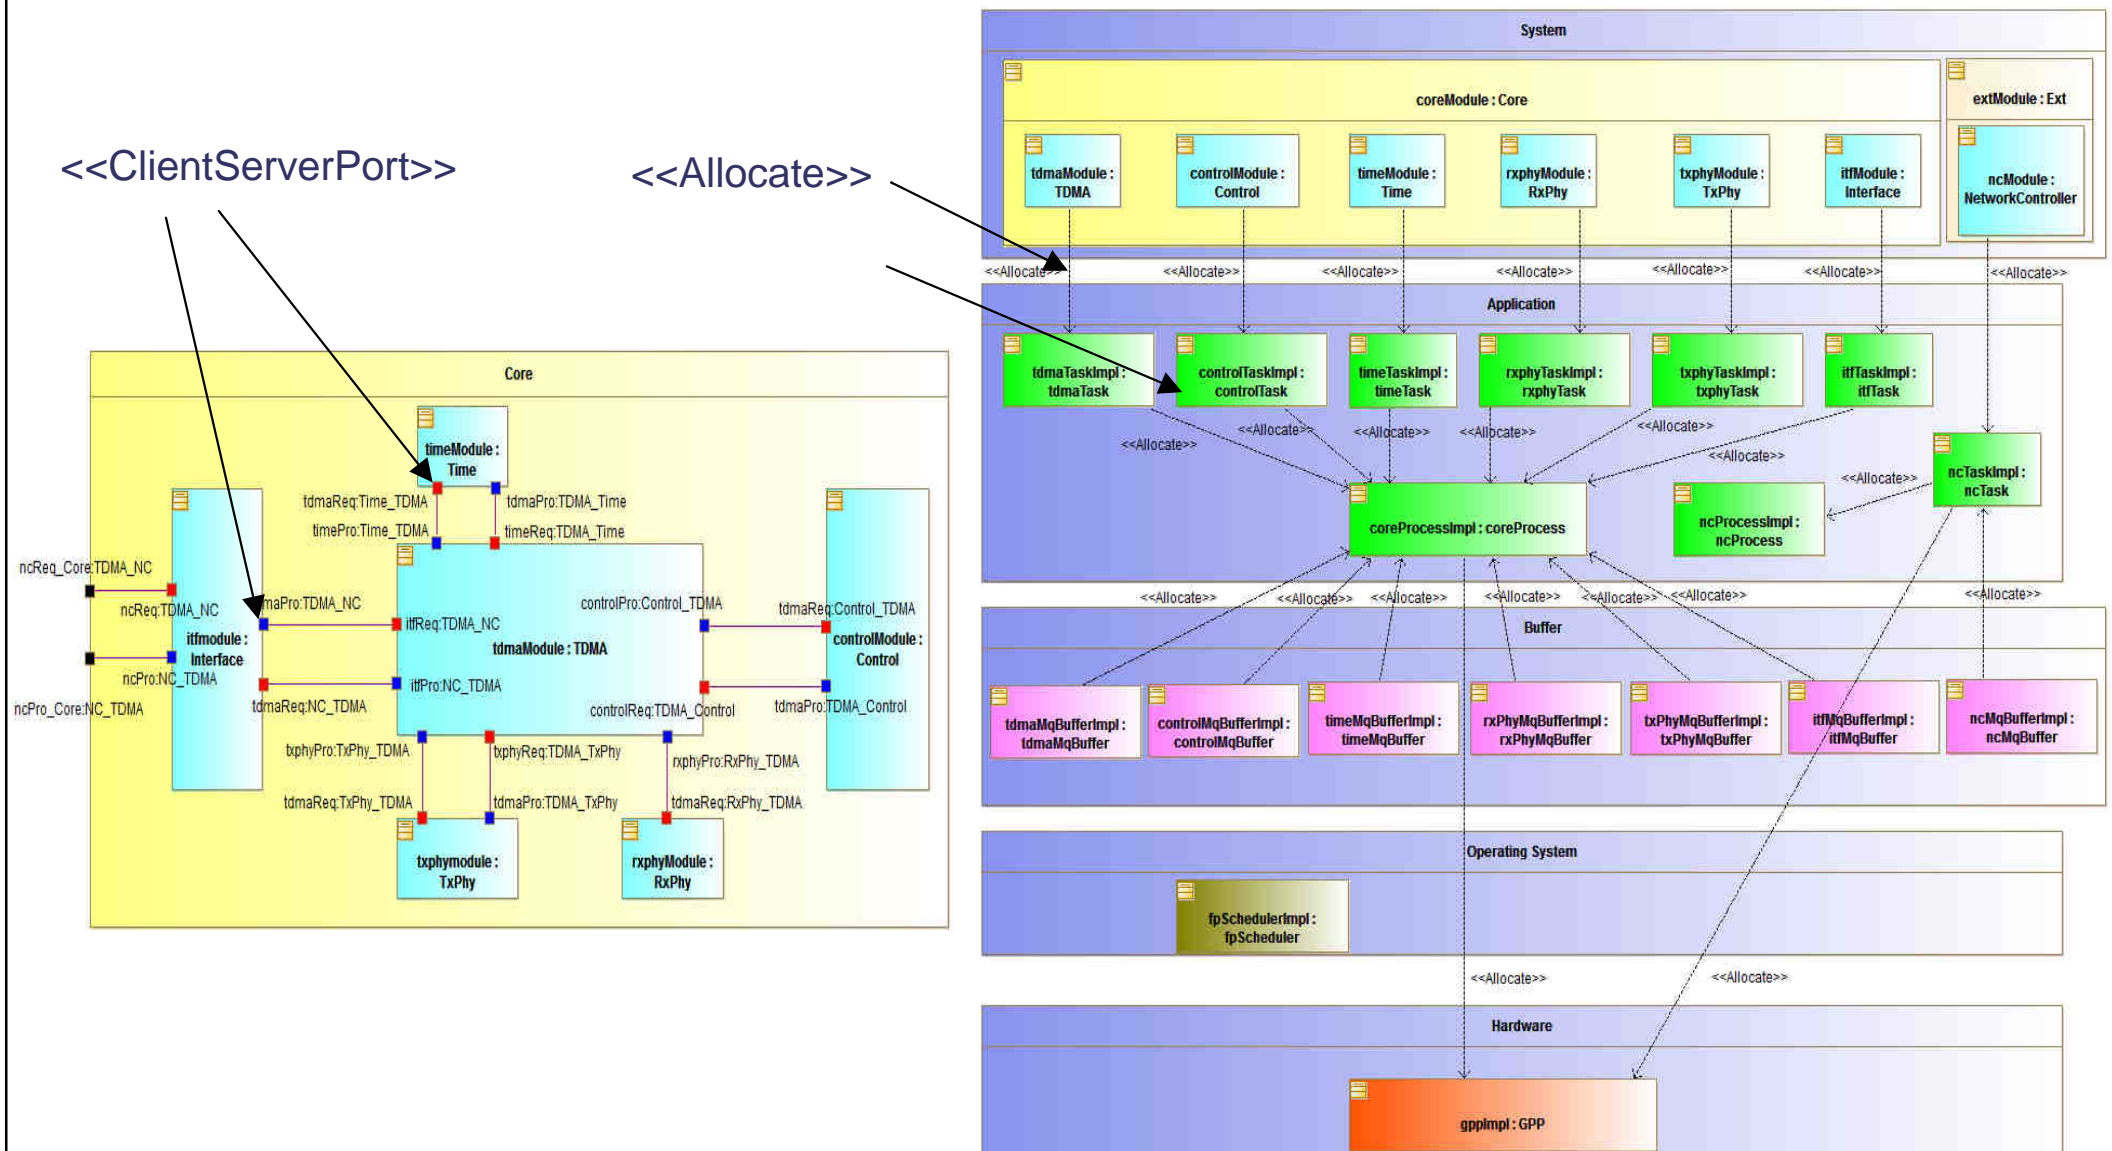 <<ClientServerPort>>
<<Allocate>>
Core
timeModule :
Time
tdmaReq:Time_TDMA
tdmaPro:TDMA_Time
timePro:Time_TDMA
timeReq:TDMA_Time
ncReq_Core:TDMA_NC
ncReq:TDMA_NC
maPro:TDMA_NC
itfReq:TDMA_NC
controlPro:Control_TDMA
tdmaReq:Control_TDMA
itfmodule :
Interface
tdmaModule : TDMA
controlModule :
Control
ncPro:NC_TDMA
itfPro:NC_TDMA
ncPro_Core:NC_TDMA
tdmaReq:NC_TDMA
controlReq:TDMA_Control
tdmaPro:TDMA_Control
txphyPro:TxPhy_TDMA
txphyReq:TDMA_TxPhy
rxphyPro:RxPhy_TDMA
tdmaReq:TxPhy_TDMA
tdmaPro:TDMA_TxPhy
tdmaReq:RxPhy_TDMA
txphymodule :
TxPhy
rxphyModule :
RxPhy
System
coreModule : Core
extModule : Ext
tdmaModule :
TDMA
controlModule :
Control
timeModule :
Time
rxphyModule :
RxPhy
txphyModule :
TxPhy
itfModule :
Interface
ncModule :
NetworkController
<<Allocate>>
<<Allocate>>
<<Allocate>>
<<Allocate>>
<<Allocate>>
<<Allocate>>
<<Allocate>>
Application
tdmaTaskImpl :
tdmaTask
controlTaskImpl :
controlTask
timeTaskImpl :
timeTask
rxphyTaskImpl :
rxphyTask
txphyTaskImpl :
txphyTask
itfTaskImpl :
itfTask
<<Allocate>>
<<Allocate>>
<<Allocate>>
<<Allocate>>
<<Allocate>>
<<Allocate>>
<<Allocate>>
ncTaskImpl :
ncTask
coreProcessImpl : coreProcess
ncProcessImpl :
ncProcess
<<Allocate>>
<<Allocate>>
<<Allocate>>
<<Allocate>>
<<Allocate>>
<<Allocate>>
<<Allocate>>
Buffer
tdmaMqBufferImpl :
tdmaMqBuffer
controlMqBufferImpl :
controlMqBuffer
timeMqBufferImpl :
timeMqBuffer
rxPhyMqBufferImpl :
rxPhyMqBuffer
txPhyMqBufferImpl :
txPhyMqBuffer
itfMqBufferImpl :
itfMqBuffer
ncMqBufferImpl :
ncMqBuffer
Operating System
fpSchedulerImpl :
fpScheduler
<<Allocate>>
<<Allocate>>
Hardware
gppImpl : GPP